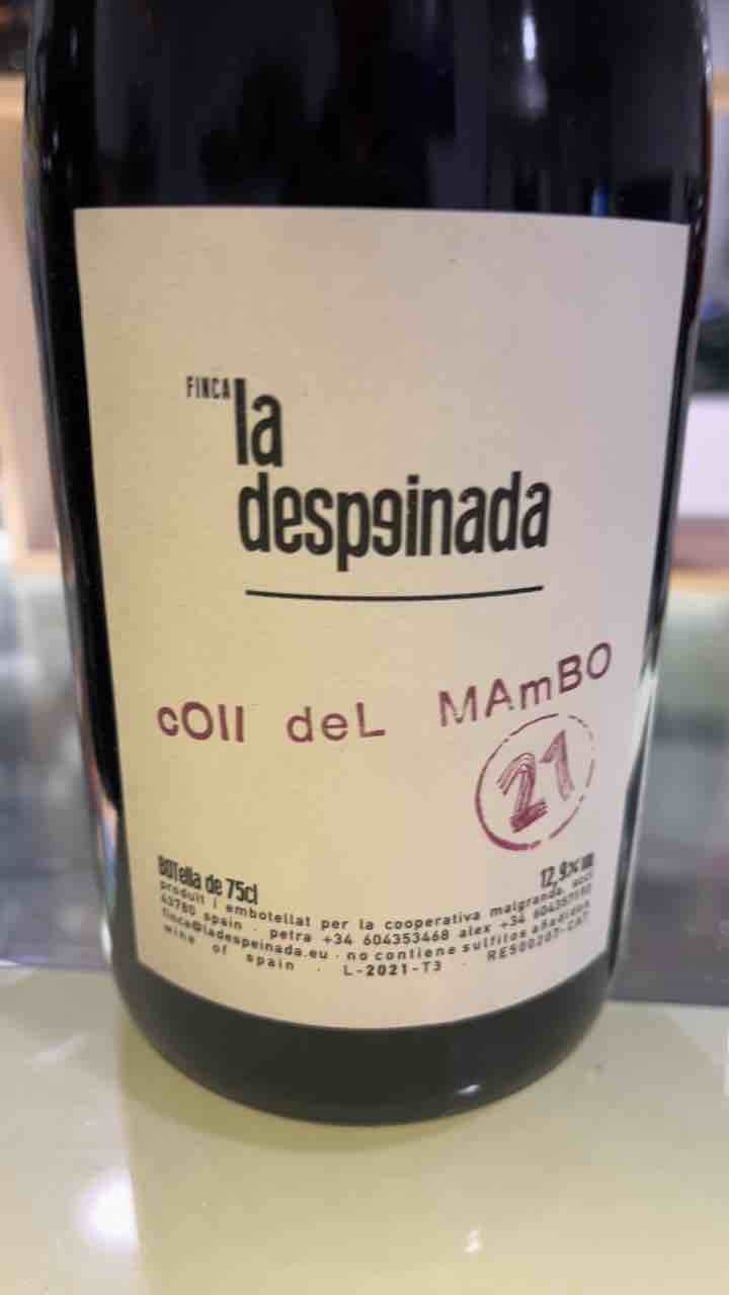 FINCA
la
despeinada
cOll deL MAmBO
21
BOTella de 75cl
12,9% vol
produit i embotellat per la cooperativa malgrande, sccl
43780 spain . petra +34 604353468 alex +34
finca@ladespeinada.eu · no contiene sulfitos añadidos
wine of spain · L-2021-T3 · RE500207-CAT